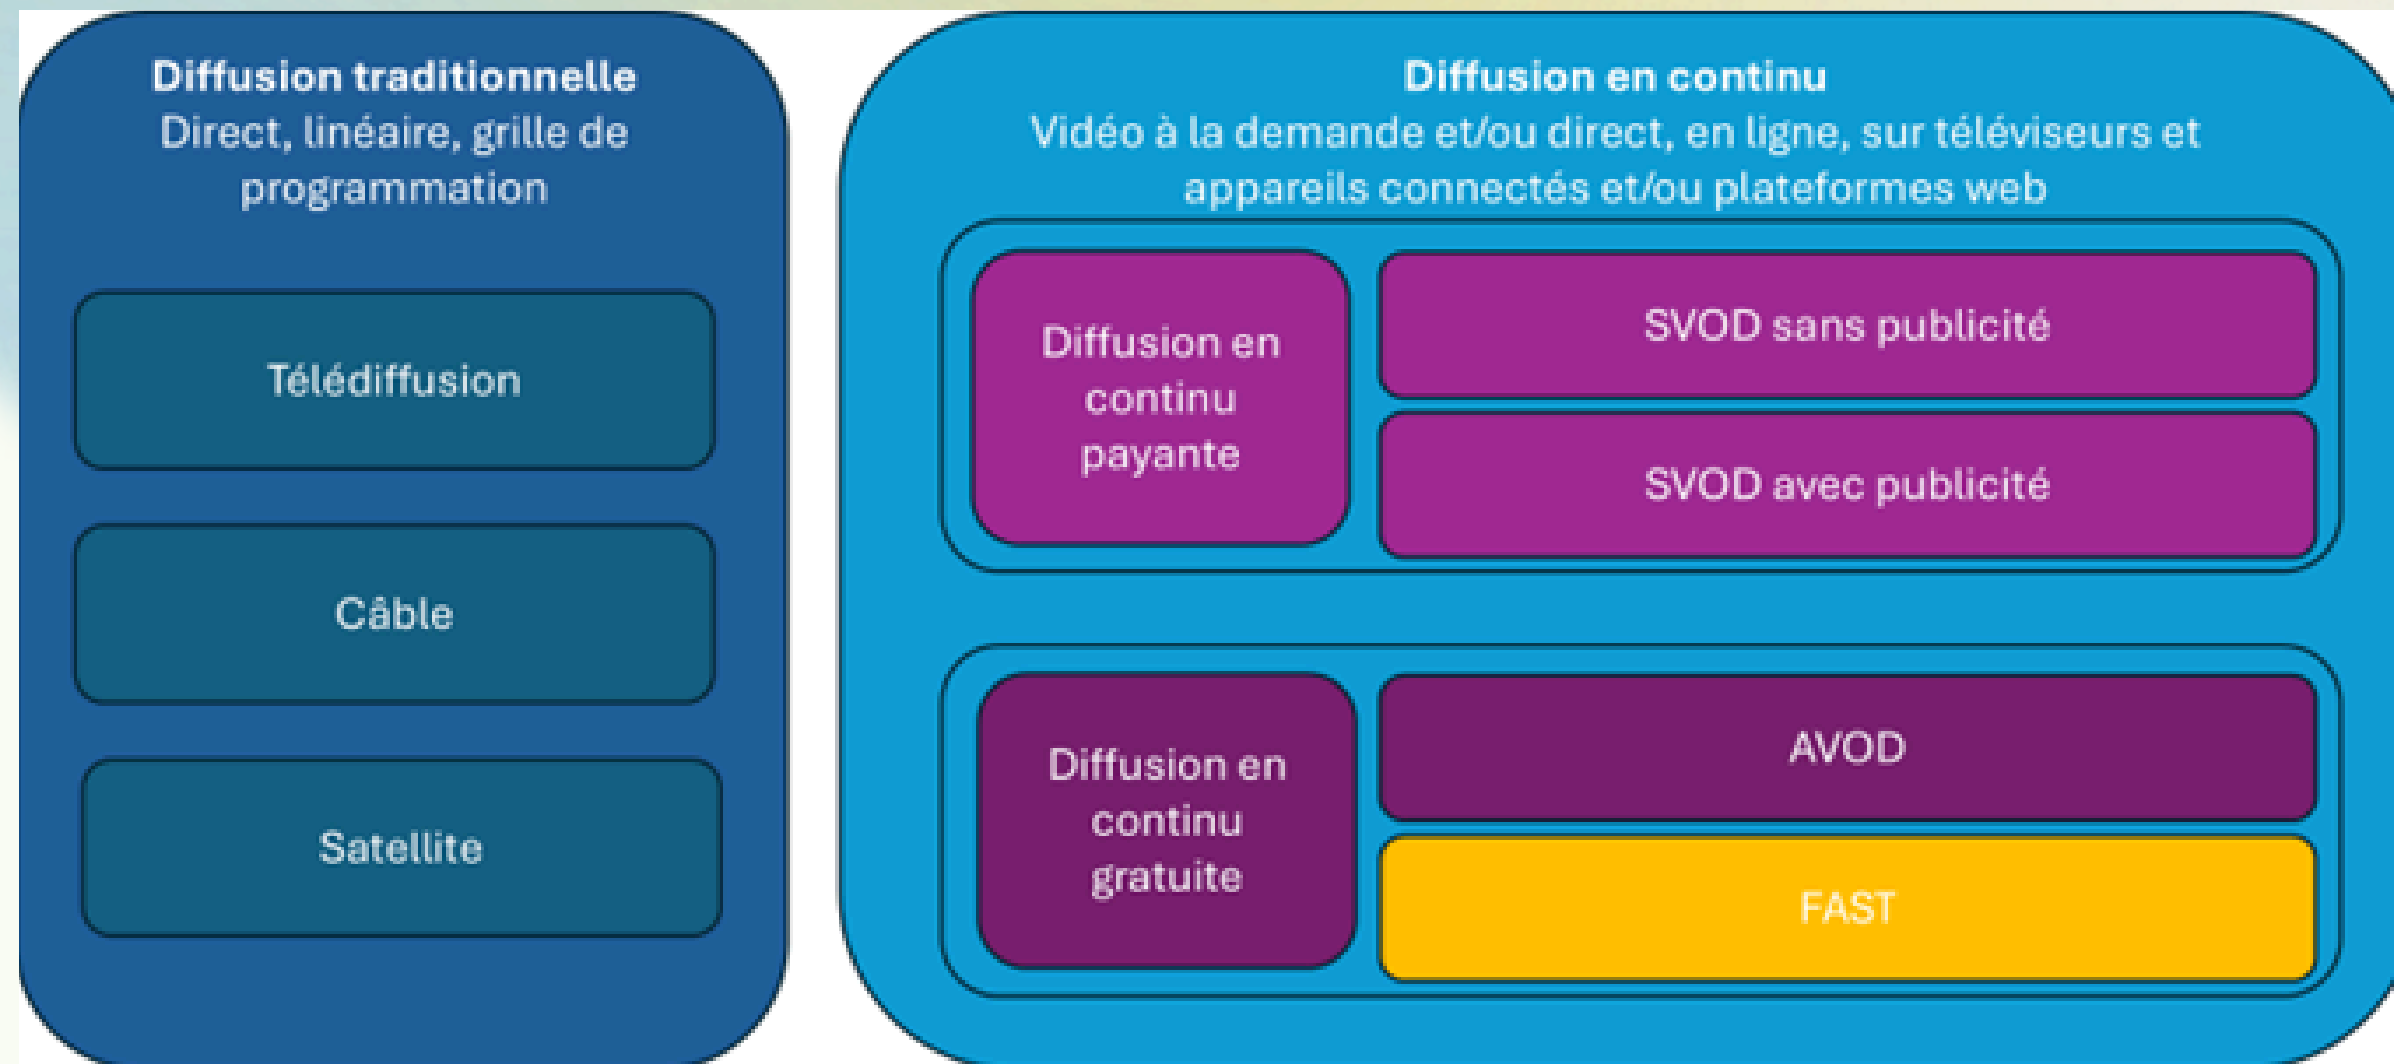 Diffusion traditionnelle
Direct, linéaire, grille de
programmation
Télédiffusion
Câble
Satellite
Diffusion en continu
Vidéo à la demande et/ou direct, en ligne, sur téléviseurs et
appareils connectés et/ou plateformes web
Diffusion en
continu
payante
SVOD sans publicité
SVOD avec publicité
Diffusion en
continu
gratuite
AVOD
FAST